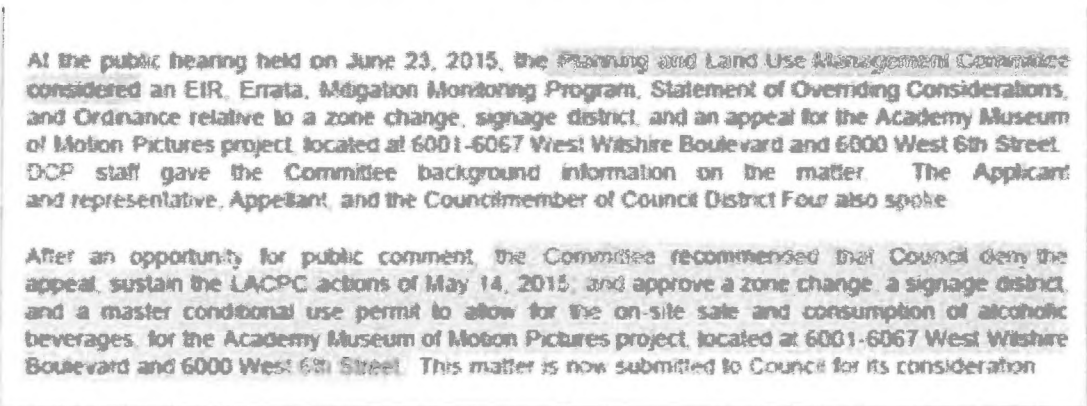 At the public hearing held on June 23, 2015, the Planning and Land Use Management Committee
considered an EIR, Errata, Mitigation Monitoring Program, Statement of Overriding Considerations,
and Ordinance relative to a zone change, signage district, and an appeal for the Academy Museum
of Motion Pictures project, located at 6001-6067 West Wilshire Boulevard and 6000 West 6th Street.
DCP staff gave the Committee background information on the matter. The Applicant
and representative, Appellant, and the Councilmember of Council District Four also spoke.
After an opportunity for public comment, the Committee recommended that Council deny the
appeal, sustain the LACPC actions of May 14, 2015; and approve a zone change, a signage district,
and a master conditional use permit to allow for the on-site sale and consumption of alcoholic
beverages, for the Academy Museum of Motion Pictures project, located at 6001-6067 West Wilshire
Boulevard and 6000 West 6th Street. This matter is now submitted to Council for its consideration.